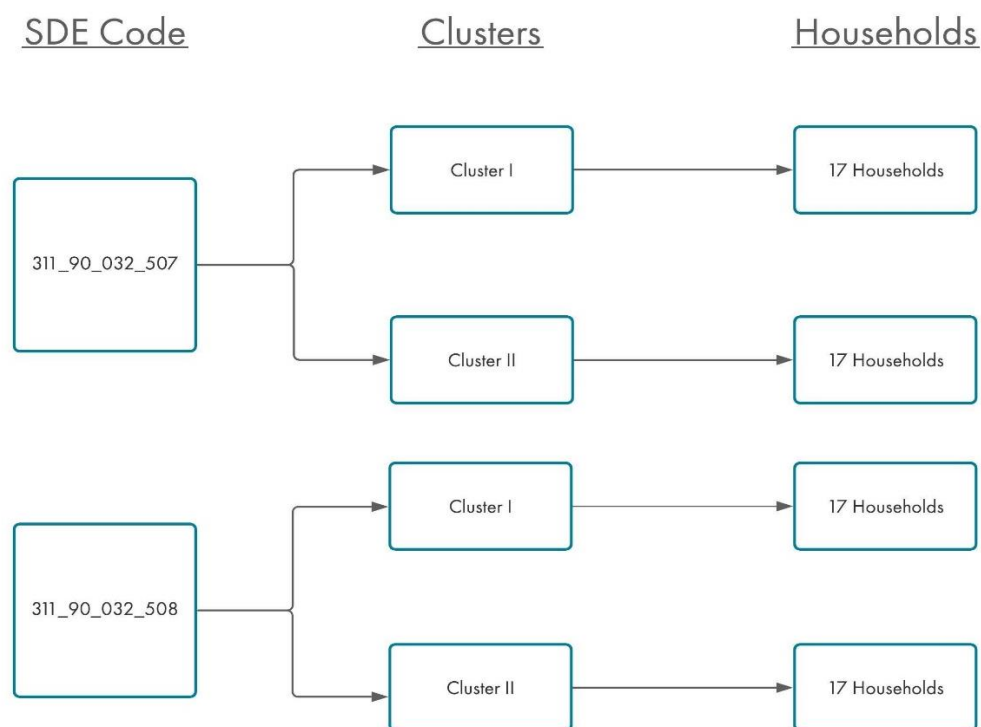 SDE Code
Clusters
Households
Cluster I
17 Households
311_90_032_507
Cluster II
17 Households
Cluster I
17 Households
311_90_032_508
Cluster II
17 Households